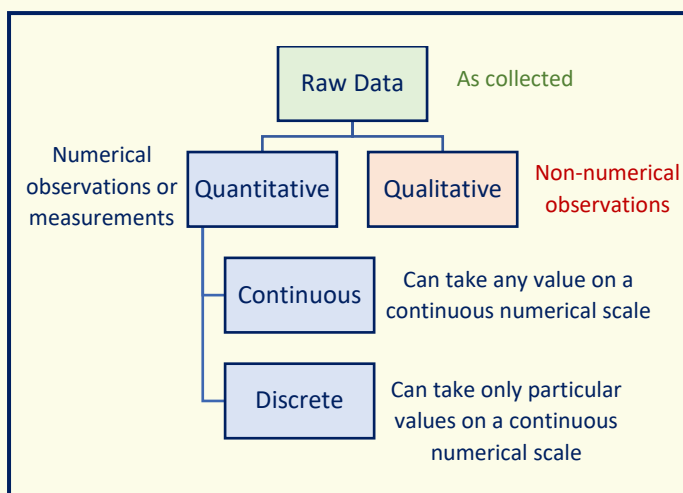 Raw Data
As collected
Numerical
observations or
measurements
Quantitative
Qualitative
Non-numerical
observations
Continuous
Can take any value on a
continuous numerical scale
Discrete
Can take only particular
values on a continuous
numerical scale